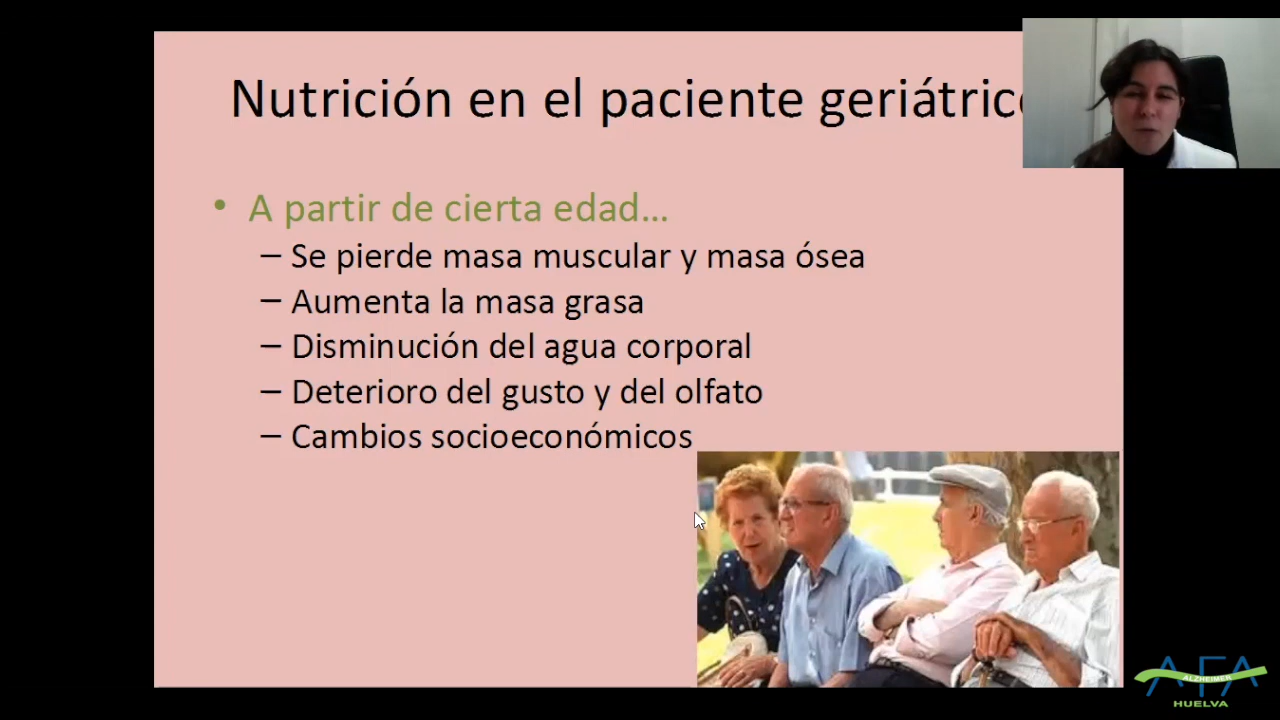 Nutrición en el paciente geriátrico
• A partir de cierta edad...
– Se pierde masa muscular y masa ósea
– Aumenta la masa grasa
– Disminución del agua corporal
– Deterioro del gusto y del olfato
– Cambios socioeconómicos
AFA
ALZHEIMER
HUELVA